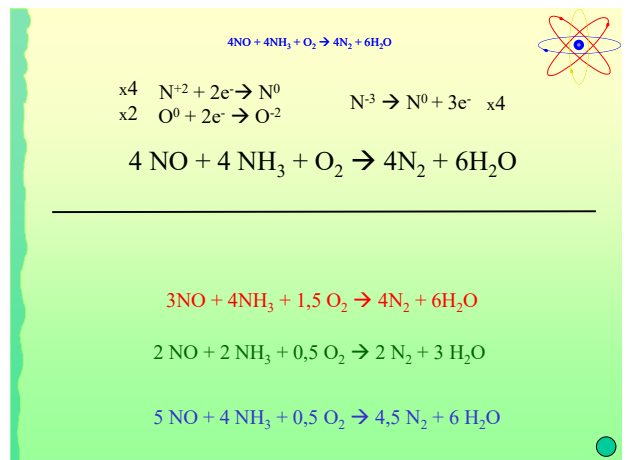 4NO + 4NH₃ + O₂ → 4N₂ + 6H₂O
x4 N⁺² + 2e⁻→ N⁰
x2 O⁰ + 2e⁻ → O⁻²
N⁻³ → N⁰ + 3e⁻ x4
4 NO + 4 NH₃ + O₂ → 4N₂ + 6H₂O
3NO + 4NH₃ + 1,5 O₂ → 4N₂ + 6H₂O
2 NO + 2 NH₃ + 0,5 O₂ → 2 N₂ + 3 H₂O
5 NO + 4 NH₃ + 0,5 O₂ → 4,5 N₂ + 6 H₂O